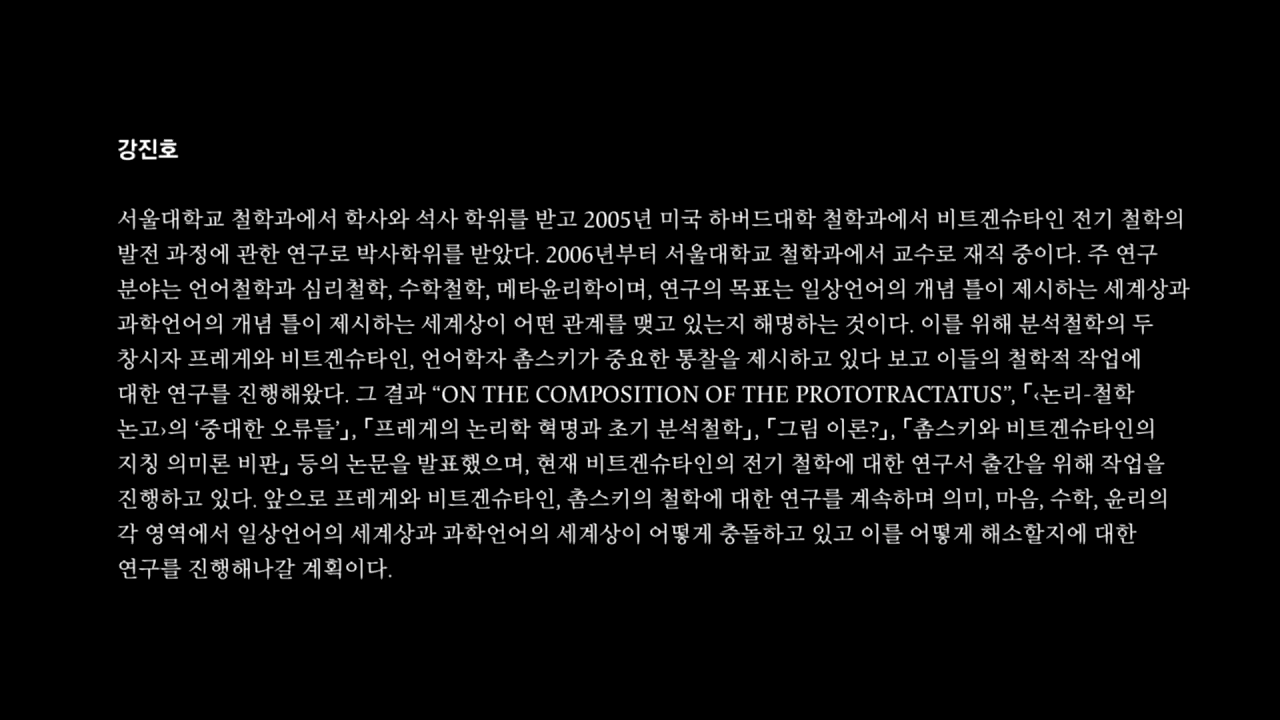 강진호
서울대학교 철학과에서 학사와 석사 학위를 받고 2005년 미국 하버드대학 철학과에서 비트겐슈타인 전기 철학의
발전 과정에 관한 연구로 박사학위를 받았다. 2006년부터 서울대학교 철학과에서 교수로 재직 중이다. 주 연구
분야는 언어철학과 심리철학, 수학철학, 메타윤리학이며, 연구의 목표는 일상언어의 개념 틀이 제시하는 세계상과
과학언어의 개념 틀이 제시하는 세계상이 어떤 관계를 맺고 있는지 해명하는 것이다. 이를 위해 분석철학의 두
창시자 프레게와 비트겐슈타인, 언어학자 촘스키가 중요한 통찰을 제시하고 있다 보고 이들의 철학적 작업에
대한 연구를 진행해왔다. 그 결과 “ON THE COMPOSITION OF THE PROTOTRACTATUS”, 「‹논리-철학
논고›의 ‘중대한 오류들’」, 「프레게의 논리학 혁명과 초기 분석철학」, 「그림 이론?」, 「촘스키와 비트겐슈타인의
지칭 의미론 비판」 등의 논문을 발표했으며, 현재 비트겐슈타인의 전기 철학에 대한 연구서 출간을 위해 작업을
진행하고 있다. 앞으로 프레게와 비트겐슈타인, 촘스키의 철학에 대한 연구를 계속하며 의미, 마음, 수학, 윤리의
각 영역에서 일상언어의 세계상과 과학언어의 세계상이 어떻게 충돌하고 있고 이를 어떻게 해소할지에 대한
연구를 진행해나갈 계획이다.